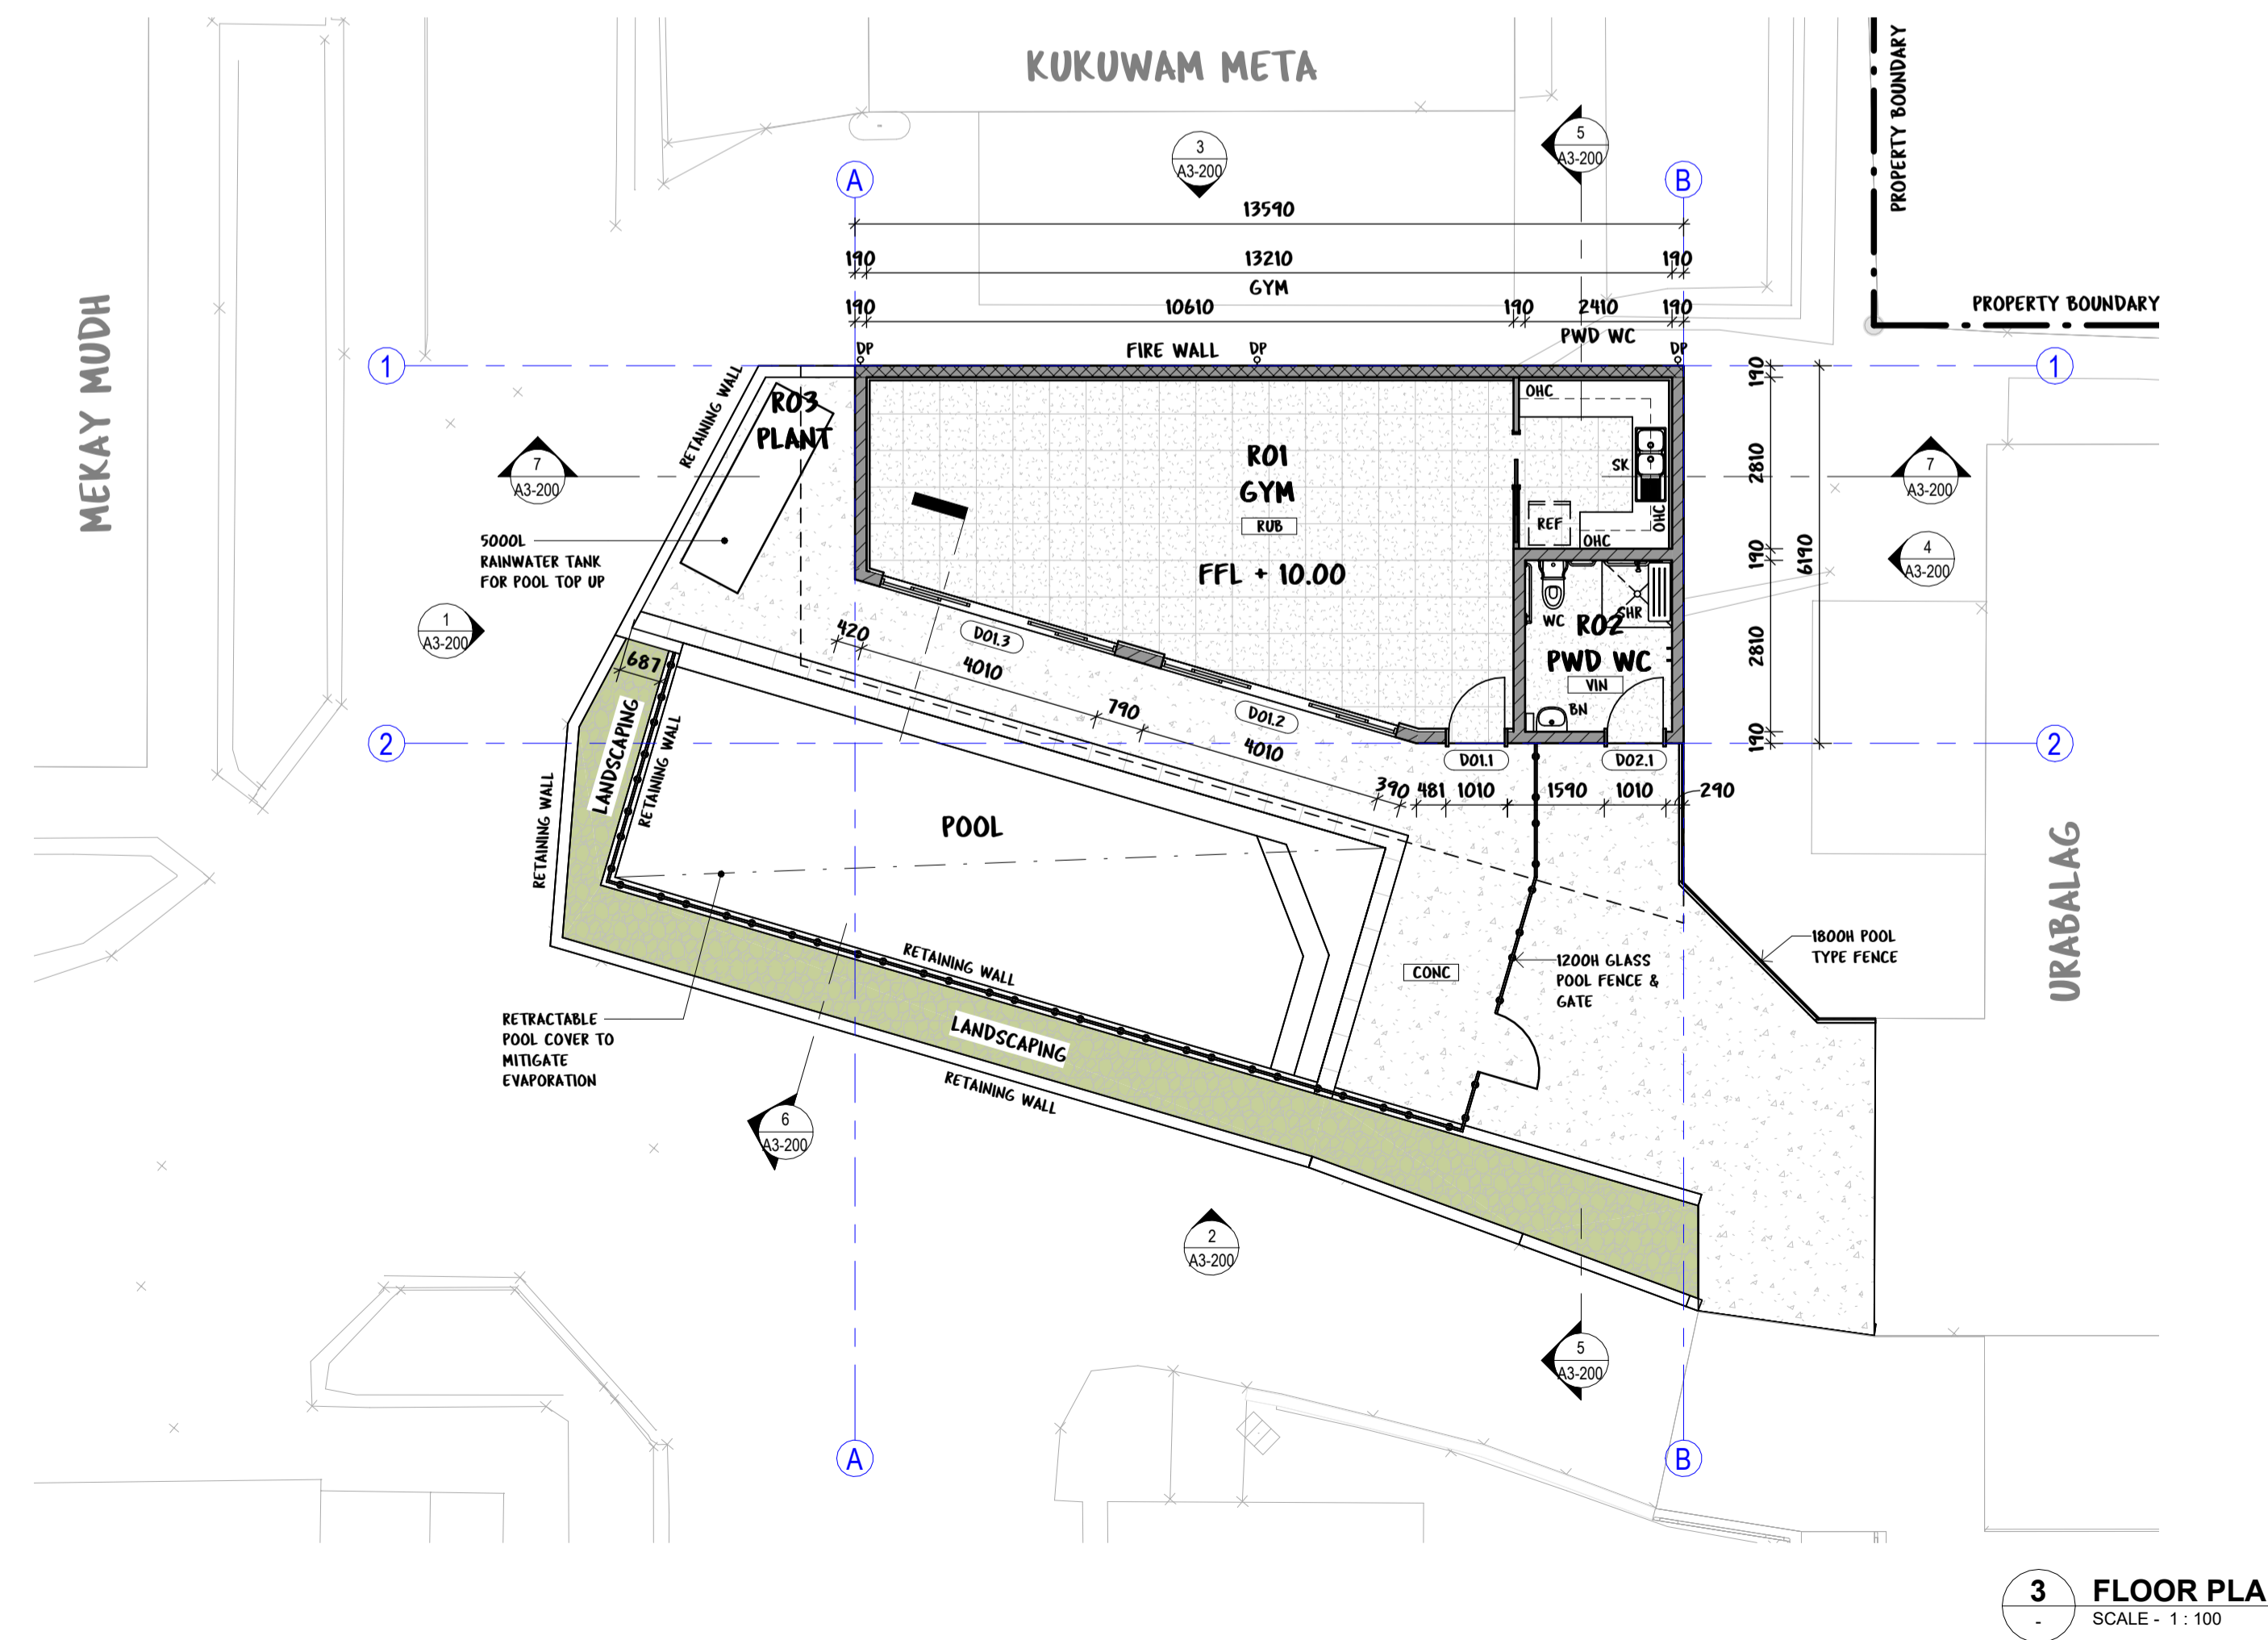 KUKUWAM META
PROPERTY BOUNDARY
5
A3-200
3
A3-200
A
B
13590
190
13210
190
GYM
190
10610
190
2410
190
PWD WC
PROPERTY BOUNDARY
MEKAY MUDH
DP
FIRE WALL
DP
DP
1
1
RETAINING WALL
R03
PLANT
OHC
190
7
A3-200
R01
GYM
RUB
FFL + 10.00
SK
REF
OHC
OHC
2810
7
A3-200
5000L
RAINWATER TANK
FOR POOL TOP UP
190
6190
4
A3-200
1
A3-200
420
D01.3
4010
WC
SHR
R02
PWD WC
VIN
BN
2810
687
790
D01.2
4010
190
2
2
LANDSCAPING
RETAINING WALL
RETAINING WALL
D01.1
D02.1
390
481
1010
1590
1010
290
POOL
URABALAG
1800H POOL
TYPE FENCE
RETAINING WALL
CONC
1200H GLASS
POOL FENCE &
GATE
RETRACTABLE
POOL COVER TO
MITIGATE
EVAPORATION
LANDSCAPING
RETAINING WALL
6
A3-200
2
A3-200
5
A3-200
A
B
3
-
FLOOR PLA
SCALE - 1 : 100